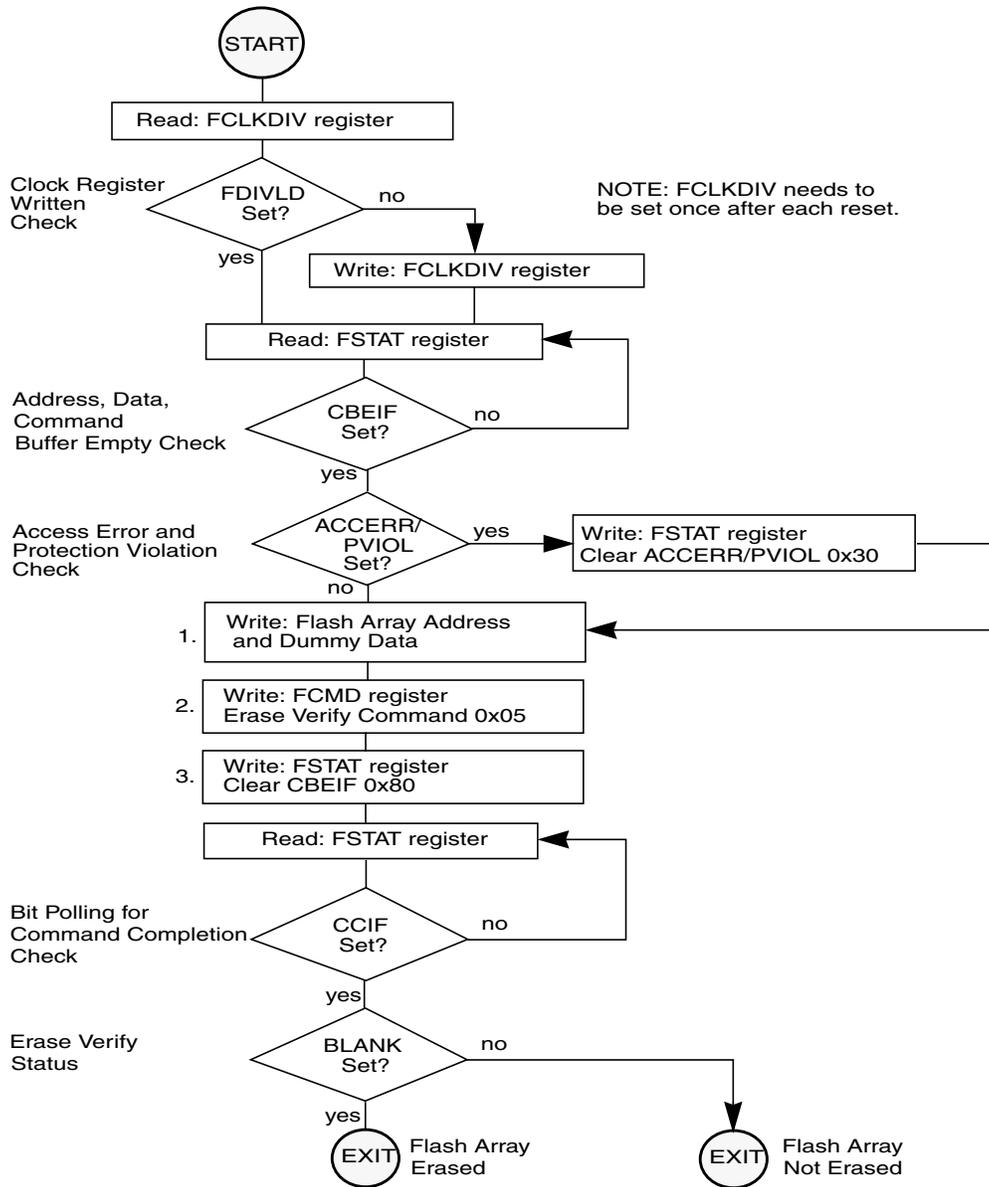 START
Read: FCLKDIV register
Clock Register
Written
Check
FDIVLD
Set?
no
NOTE: FCLKDIV needs to
be set once after each reset.
yes
Write: FCLKDIV register
Read: FSTAT register
Address, Data,
Command
Buffer Empty Check
CBEIF
Set?
no
yes
Access Error and
Protection Violation
Check
ACCERR/
PVIOL
Set?
yes
Write: FSTAT register
Clear ACCERR/PVIOL 0x30
no
1.
Write: Flash Array Address
and Dummy Data
2.
Write: FCMD register
Erase Verify Command 0x05
3.
Write: FSTAT register
Clear CBEIF 0x80
Read: FSTAT register
Bit Polling for
Command Completion
Check
CCIF
Set?
no
yes
Erase Verify
Status
BLANK
Set?
no
yes
EXIT
Flash Array
Erased
EXIT
Flash Array
Not Erased